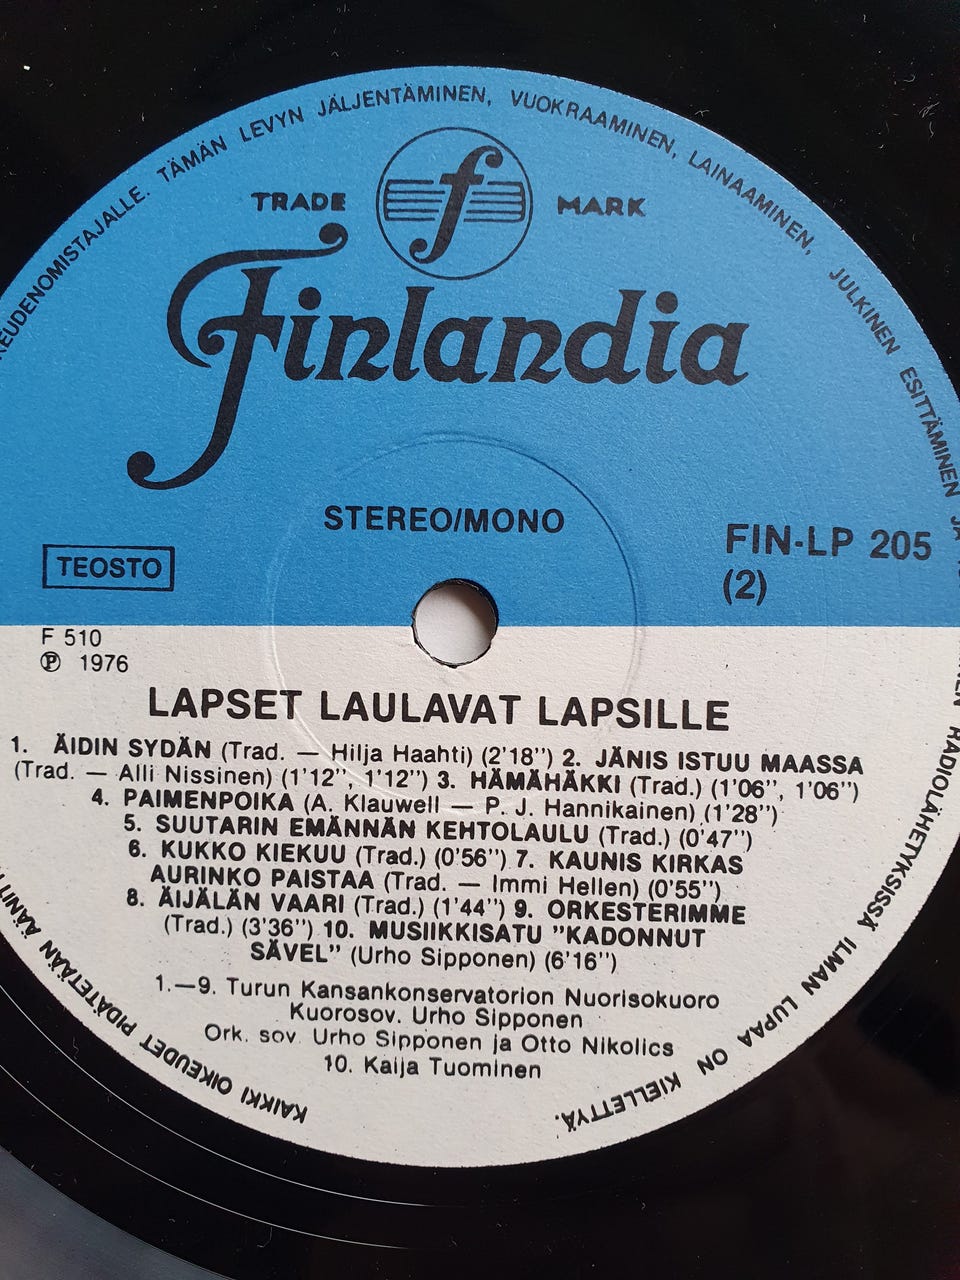 KEUDENOMISTAJALLE. TÄMÄN LEVYN JÄLJENTÄMINEN, VUOKRAAMINEN, LAINAAMINEN, JULKINEN ESITTÄMINEN JA
RADIOLÄHETYKSISSÄ ILMAN LUPAA ON KIELLETTYÄ.
TRADE f MARK
Finlandia
STEREO/MONO
FIN-LP 205
(2)
TEOSTO
F 510
℗ 1976
LAPSET LAULAVAT LAPSILLE
1. ÄIDIN SYDÄN (Trad. — Hilja Haahti) (2'18") 2. JÄNIS ISTUU MAASSA
(Trad. — Alli Nissinen) (1'12", 1'12") 3. HÄMÄHÄKKI (Trad.) (1'06", 1'06")
4. PAIMENPOIKA (A. Klauwell — P. J. Hannikainen) (1'28")
5. SUUTARIN EMÄNNÄN KEHTOLAULU (Trad.) (0'47")
6. KUKKO KIEKUU (Trad.) (0'56") 7. KAUNIS KIRKAS
AURINKO PAISTAA (Trad. — Immi Hellen) (0'55")
8. ÄIJÄLÄN VAARI (Trad.) (1'44") 9. ORKESTERIMME
(Trad.) (3'36") 10. MUSIIKKISATU "KADONNUT
SÄVEL" (Urho Sipponen) (6'16")
1.—9. Turun Kansankonservatorion Nuorisokuoro
Kuorosov. Urho Sipponen
Ork. sov. Urho Sipponen ja Otto Nikolics
10. Kaija Tuominen
KAIKKI OIKEUDET PIDÄTETÄÄN